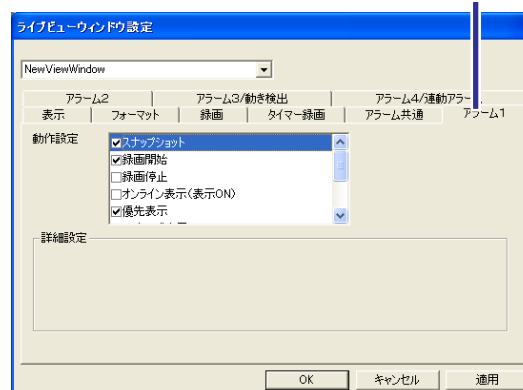 ライブビューウィンドウ設定
NewViewWindow
アラーム2 アラーム3/動き検出 アラーム4/連動アラーム
表示 フォーマット 録画 タイマー録画 アラーム共通 アラーム1
動作設定
スナップショット
録画開始
録画停止
オンライン表示(表示ON)
優先表示
詳細設定
OK キャンセル 適用